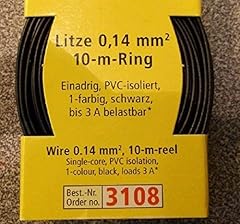 Litze 0,14 mm²
10-m-Ring
Einadrig, PVC-isoliert,
1-farbig, schwarz,
bis 3 A belastbar*
Wire 0.14 mm², 10-m-reel
Single-core, PVC isolation,
1-colour, black, loads 3 A*
Best.-Nr.
Order no. 3108